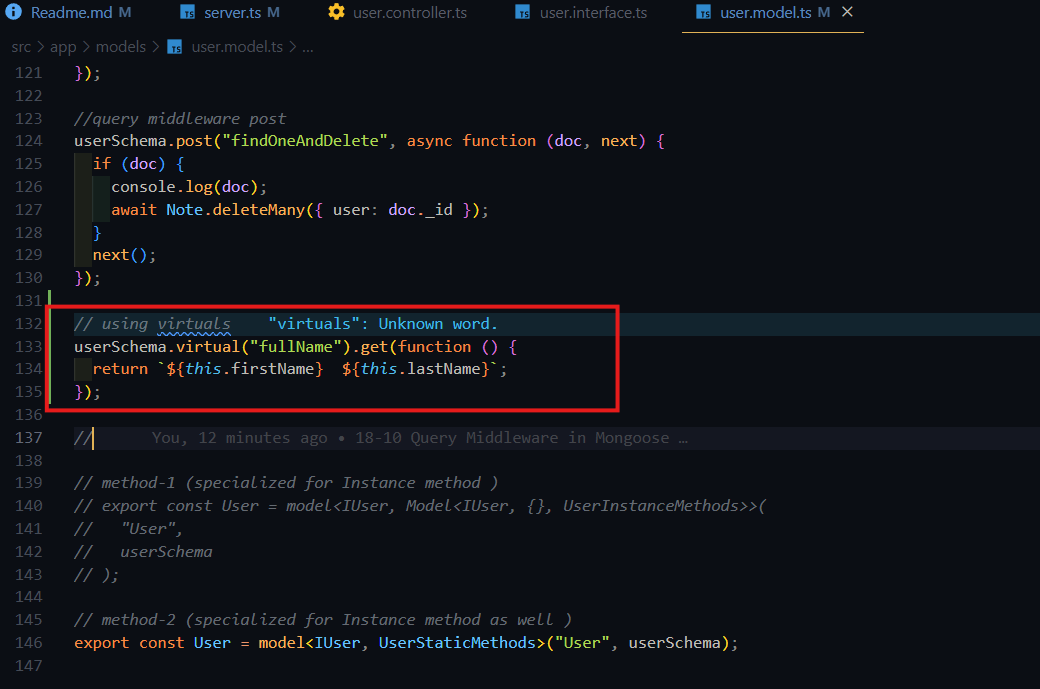 Readme.md M server.ts M user.controller.ts user.interface.ts user.model.ts M
src > app > models > user.model.ts > ...
121 });
122
123 //query middleware post
124 userSchema.post("findOneAndDelete", async function (doc, next) {
125 if (doc) {
126 console.log(doc);
127 await Note.deleteMany({ user: doc._id });
128 }
129 next();
130 });
131
132 // using virtuals "virtuals": Unknown word.
133 userSchema.virtual("fullName").get(function () {
134 return `${this.firstName}  ${this.lastName}`;
135 });
136
137 // You, 12 minutes ago • 18-10 Query Middleware in Mongoose …
138
139 // method-1 (specialized for Instance method )
140 // export const User = model<IUser, Model<IUser, {}, UserInstanceMethods>>(
141 //   "User",
142 //   userSchema
143 // );
144
145 // method-2 (specialized for Instance method as well )
146 export const User = model<IUser, UserStaticMethods>("User", userSchema);
147